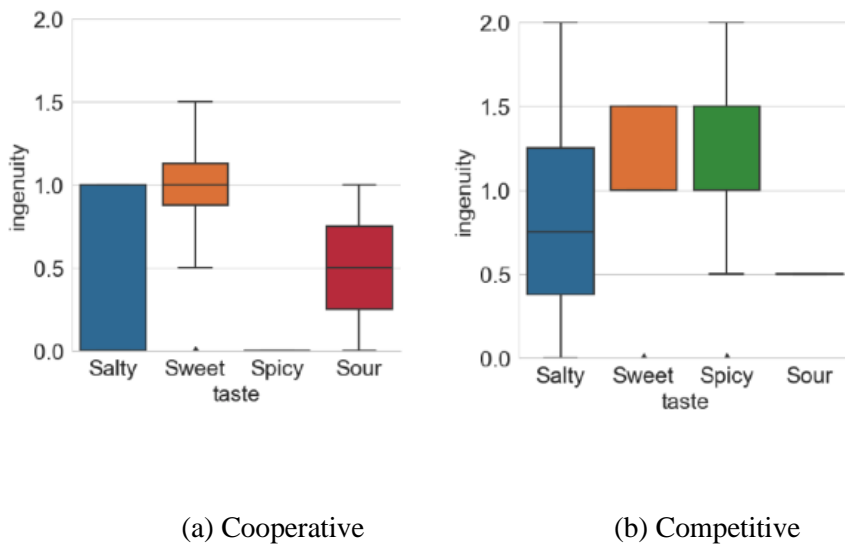 2.0
1.5
1.0
0.5
0.0
ingenuity
Salty Sweet Spicy Sour
taste
2.0
1.5
1.0
0.5
0.0
ingenuity
Salty Sweet Spicy Sour
taste
(a) Cooperative
(b) Competitive